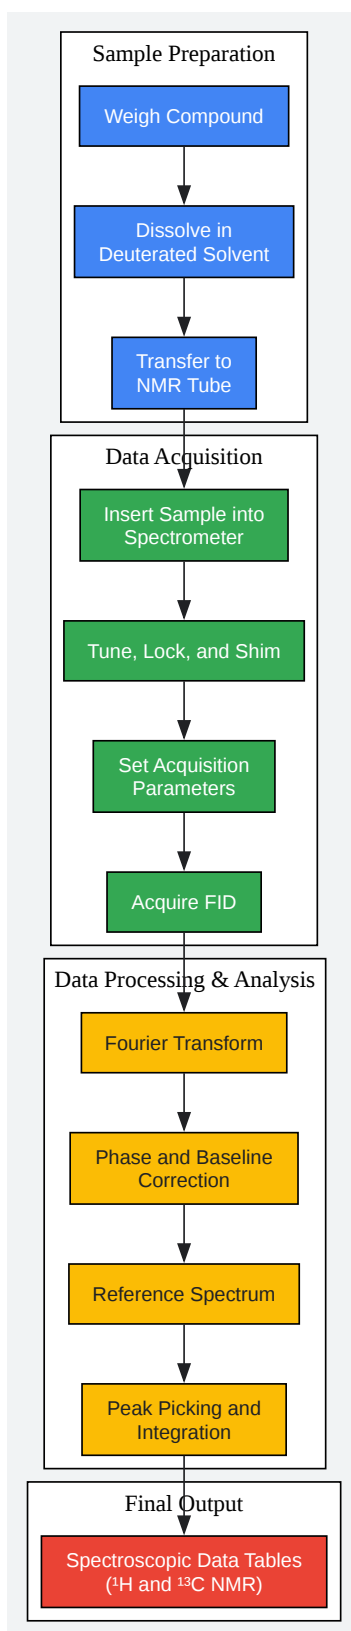 Sample Preparation
Weigh Compound
Dissolve in
Deuterated Solvent
Transfer to
NMR Tube
Data Acquisition
Insert Sample into
Spectrometer
Tune, Lock, and Shim
Set Acquisition
Parameters
Acquire FID
Data Processing & Analysis
Fourier Transform
Phase and Baseline
Correction
Reference Spectrum
Peak Picking and
Integration
Final Output
Spectroscopic Data Tables
(¹H and ¹³C NMR)